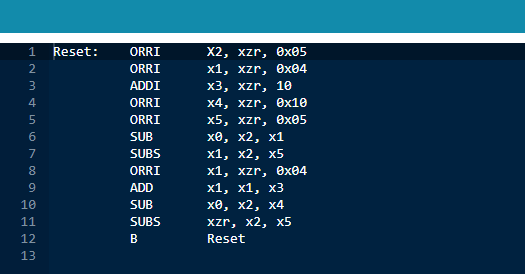 1 Reset: ORRI X2, xzr, 0x05
2 ORRI x1, xzr, 0x04
3 ADDI x3, xzr, 10
4 ORRI x4, xzr, 0x10
5 ORRI x5, xzr, 0x05
6 SUB x0, x2, x1
7 SUBS x1, x2, x5
8 ORRI x1, xzr, 0x04
9 ADD x1, x1, x3
10 SUB x0, x2, x4
11 SUBS xzr, x2, x5
12 B Reset
13